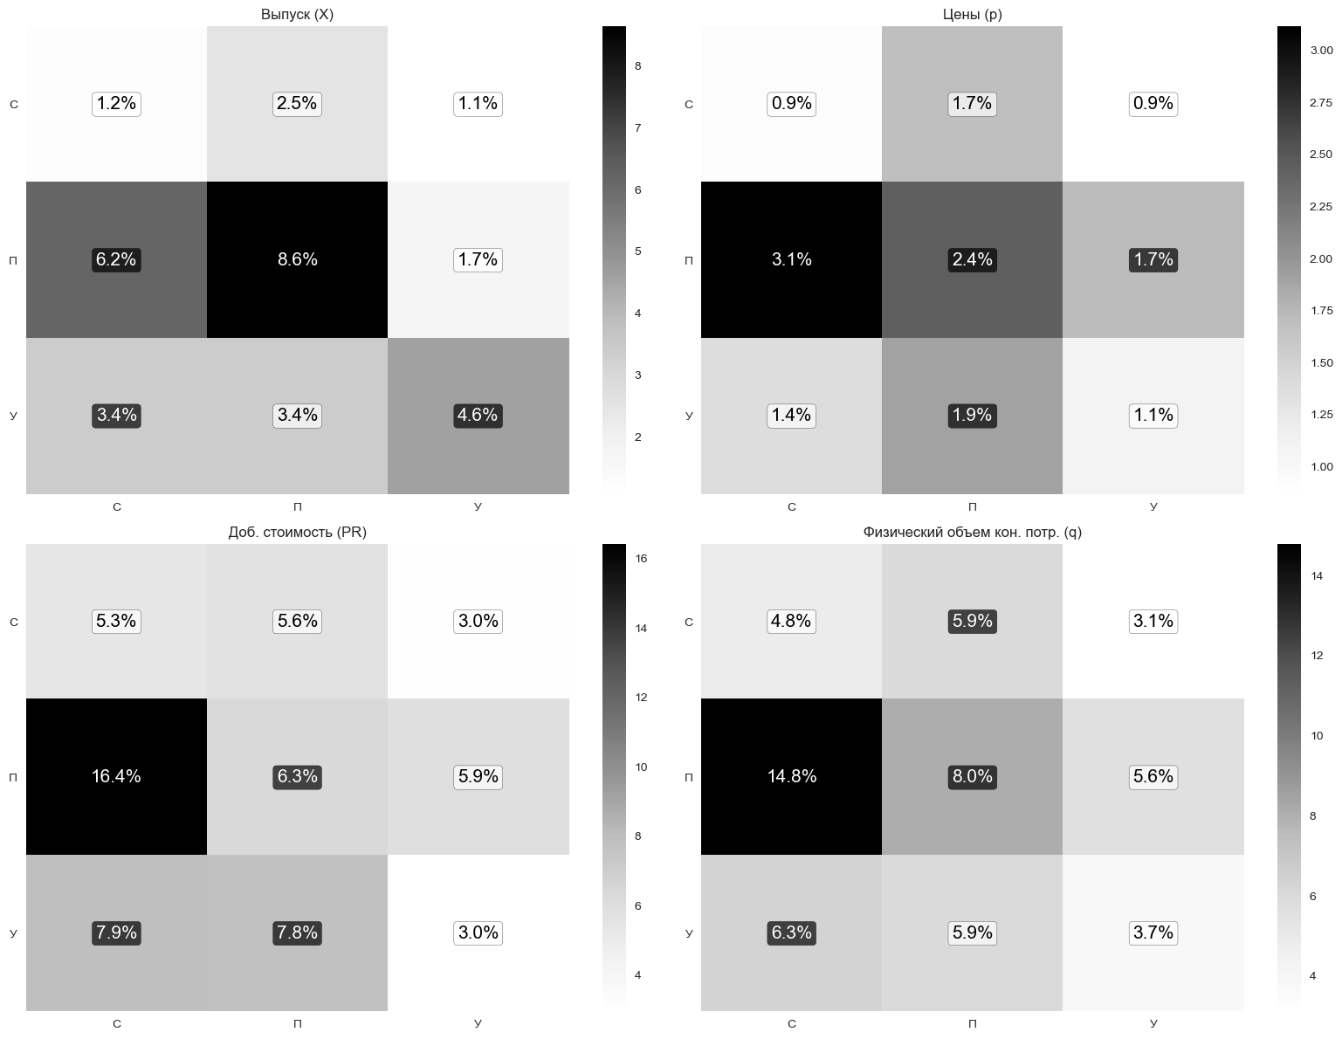 Выпуск (X)
С 1.2% 2.5% 1.1%
П 6.2% 8.6% 1.7%
У 3.4% 3.4% 4.6%
С П У
8
7
6
5
4
3
2
Цены (p)
С 0.9% 1.7% 0.9%
П 3.1% 2.4% 1.7%
У 1.4% 1.9% 1.1%
С П У
3.00
2.75
2.50
2.25
2.00
1.75
1.50
1.25
1.00
Доб. стоимость (PR)
С 5.3% 5.6% 3.0%
П 16.4% 6.3% 5.9%
У 7.9% 7.8% 3.0%
С П У
16
14
12
10
8
6
4
Физический объем кон. потр. (q)
С 4.8% 5.9% 3.1%
П 14.8% 8.0% 5.6%
У 6.3% 5.9% 3.7%
С П У
14
12
10
8
6
4